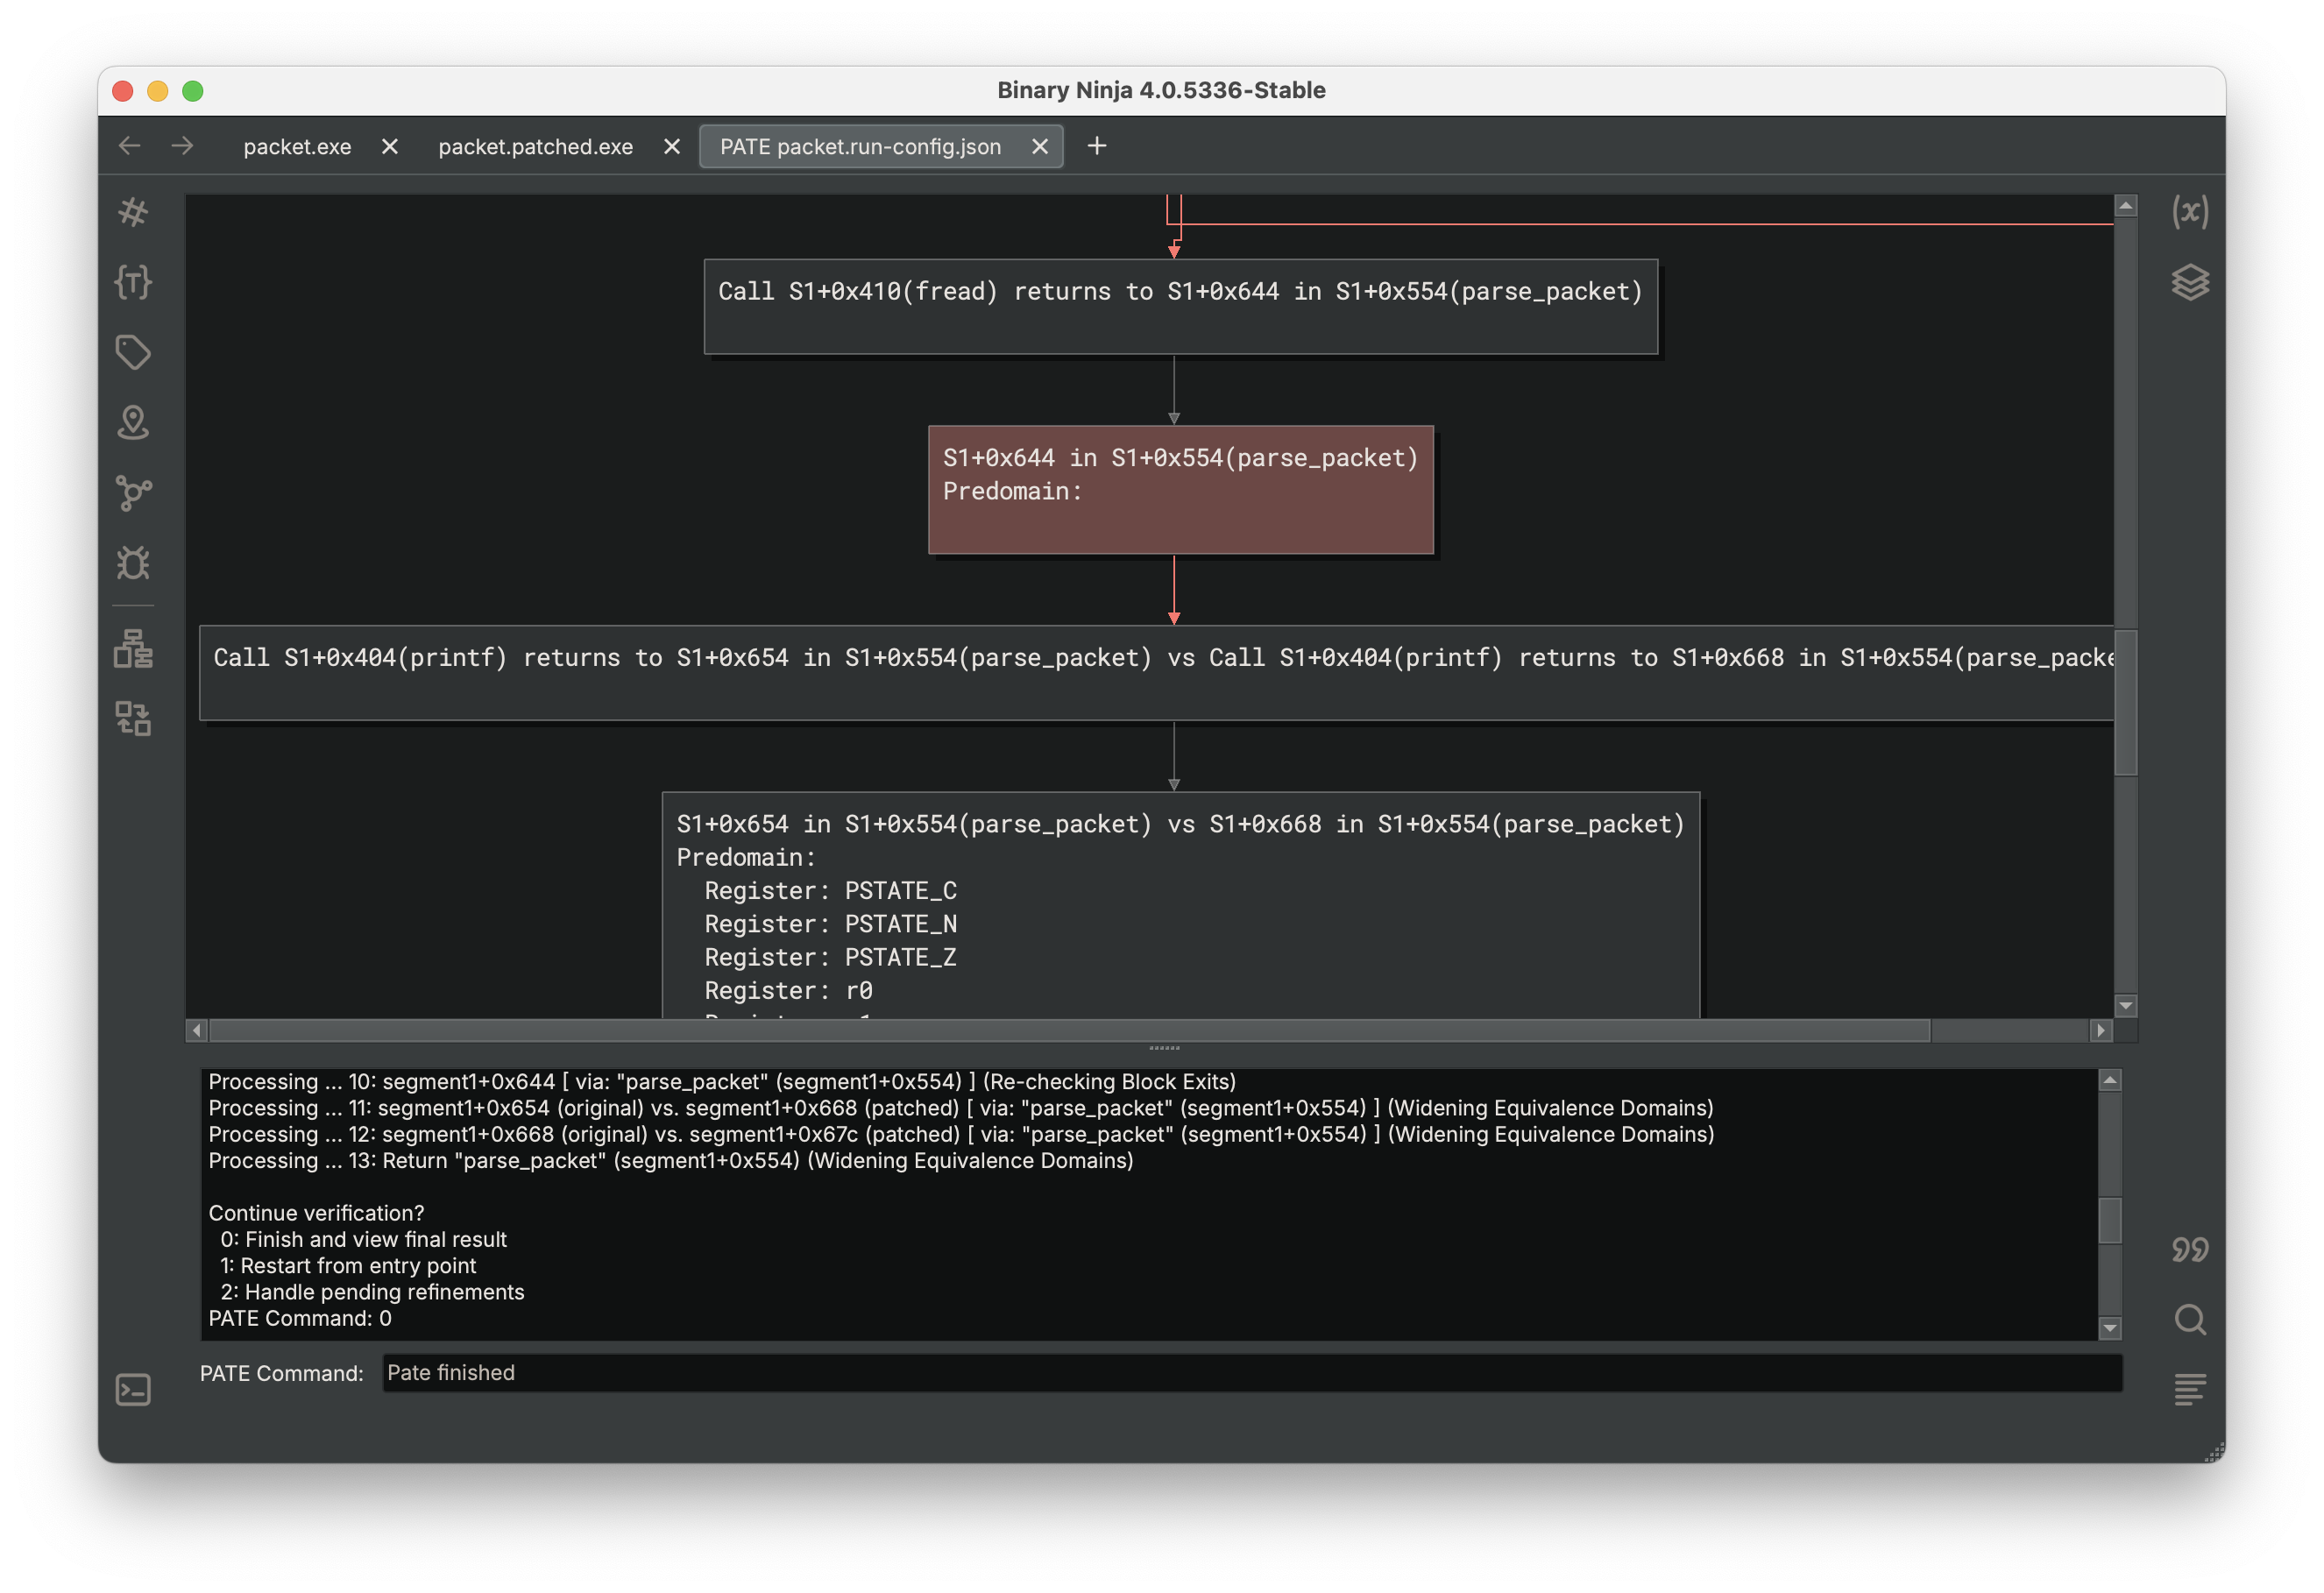 Binary Ninja 4.0.5336-Stable
packet.exe
packet.patched.exe
PATE packet.run-config.json
Call S1+0x410(fread) returns to S1+0x644 in S1+0x554(parse_packet)
S1+0x644 in S1+0x554(parse_packet)
Predomain:
Call S1+0x404(printf) returns to S1+0x654 in S1+0x554(parse_packet) vs Call S1+0x404(printf) returns to S1+0x668 in S1+0x554(parse_packe
S1+0x654 in S1+0x554(parse_packet) vs S1+0x668 in S1+0x554(parse_packet)
Predomain:
Register: PSTATE_C
Register: PSTATE_N
Register: PSTATE_Z
Register: r0
Processing ... 10: segment1+0x644 [ via: "parse_packet" (segment1+0x554) ] (Re-checking Block Exits)
Processing ... 11: segment1+0x654 (original) vs. segment1+0x668 (patched) [ via: "parse_packet" (segment1+0x554) ] (Widening Equivalence Domains)
Processing ... 12: segment1+0x668 (original) vs. segment1+0x67c (patched) [ via: "parse_packet" (segment1+0x554) ] (Widening Equivalence Domains)
Processing ... 13: Return "parse_packet" (segment1+0x554) (Widening Equivalence Domains)
Continue verification?
0: Finish and view final result
1: Restart from entry point
2: Handle pending refinements
PATE Command: 0
PATE Command: Pate finished